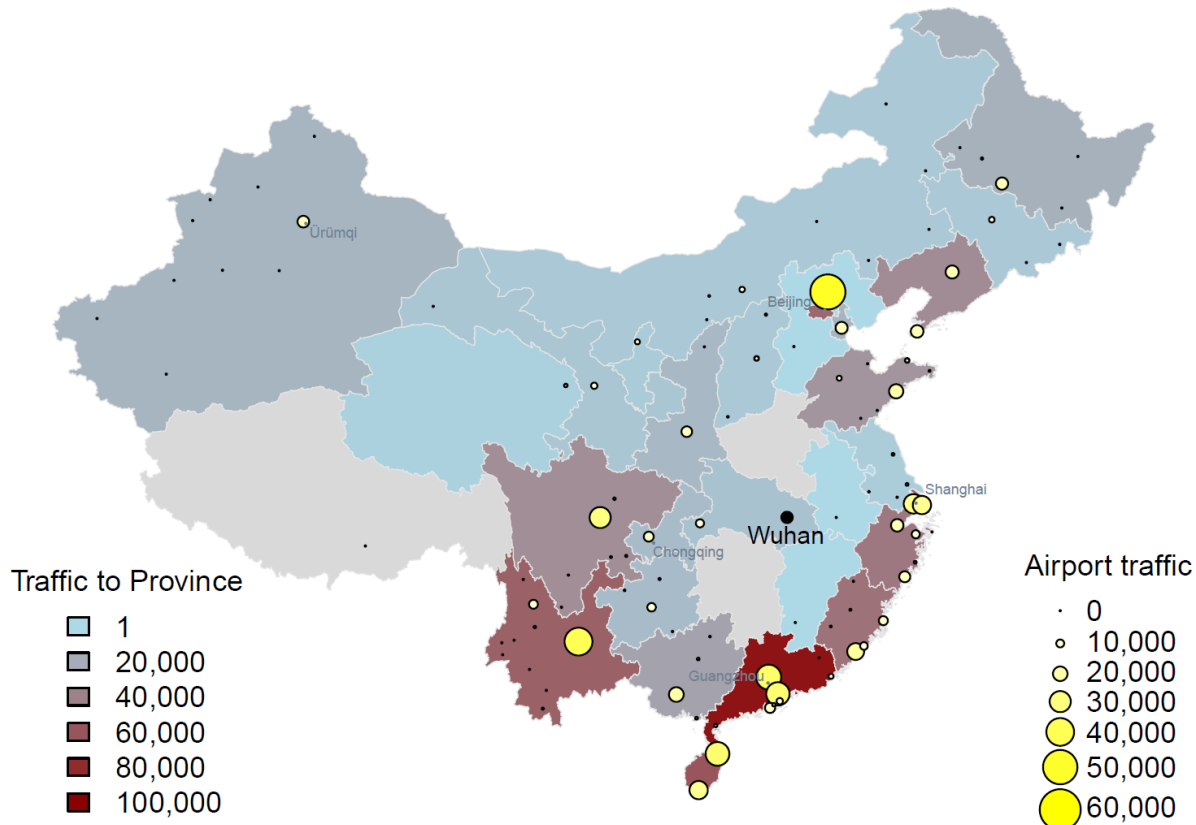 Ürümqi
Beijing
Shanghai
Wuhan
Chongqing
Guangzhou
Traffic to Province
1
20,000
40,000
60,000
80,000
100,000
Airport traffic
0
10,000
20,000
30,000
40,000
50,000
60,000